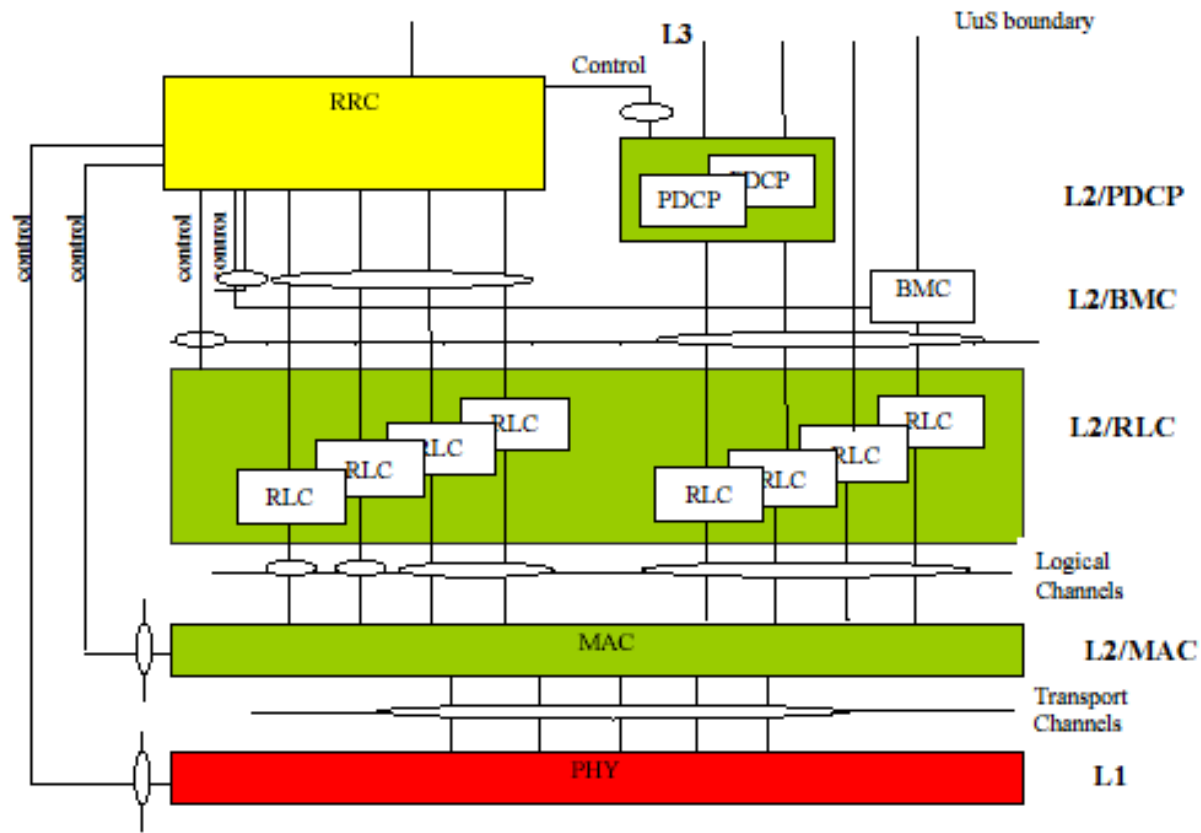 UuS boundary
L3
Control
RRC
PDCP
PDCP
L2/PDCP
control
control
control
control
BMC
L2/BMC
RLC
RLC
RLC
RLC
RLC
RLC
RLC
RLC
L2/RLC
Logical
Channels
MAC
L2/MAC
Transport
Channels
PHY
L1